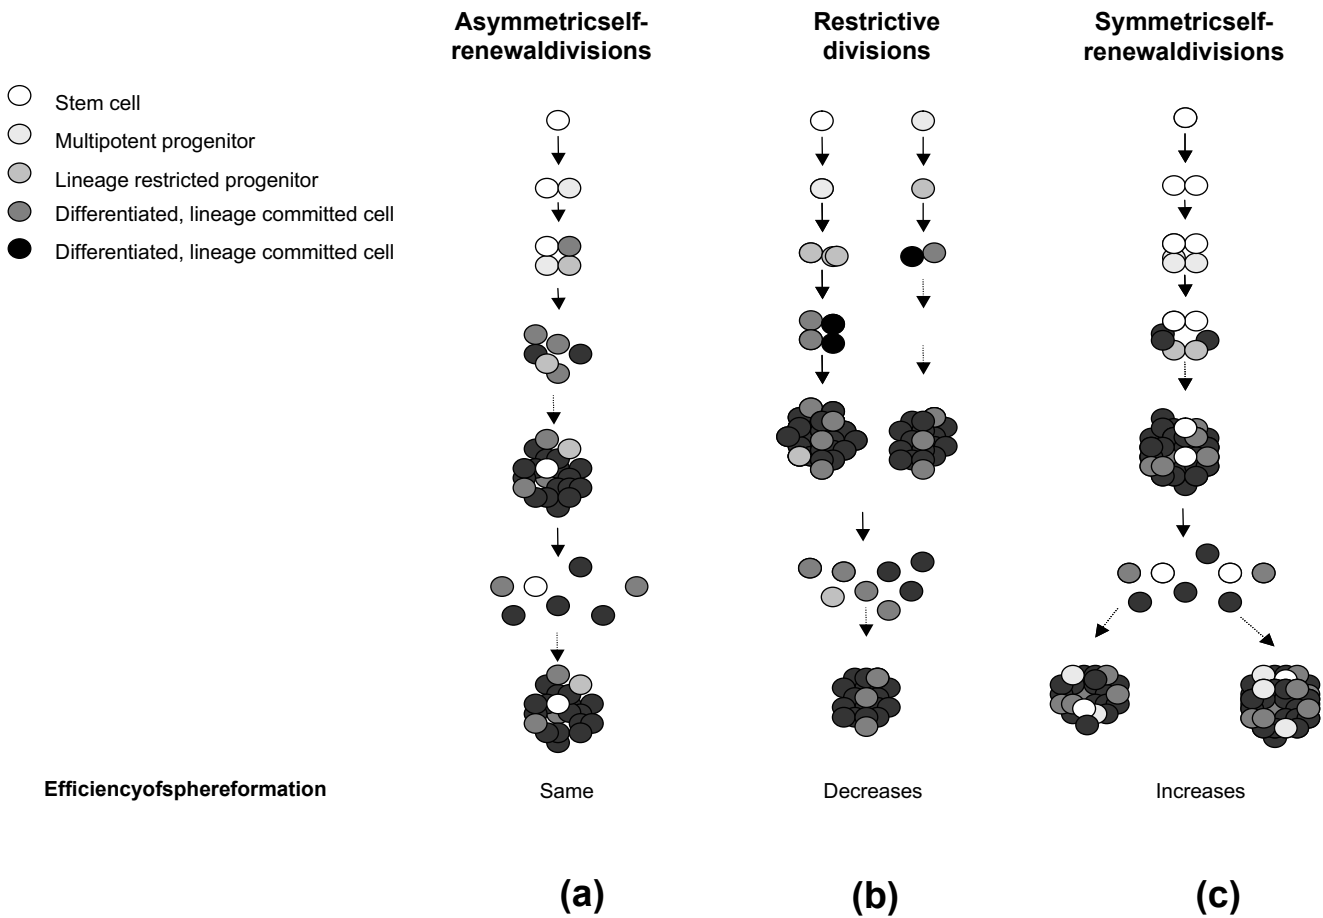 Asymmetricself-
renewaldivisions
Restrictive
divisions
Symmetricself-
renewaldivisions
Stem cell
Multipotent progenitor
Lineage restricted progenitor
Differentiated, lineage committed cell
Differentiated, lineage committed cell
Efficiencyofsphereformation
Same
Decreases
Increases
(a)
(b)
(c)